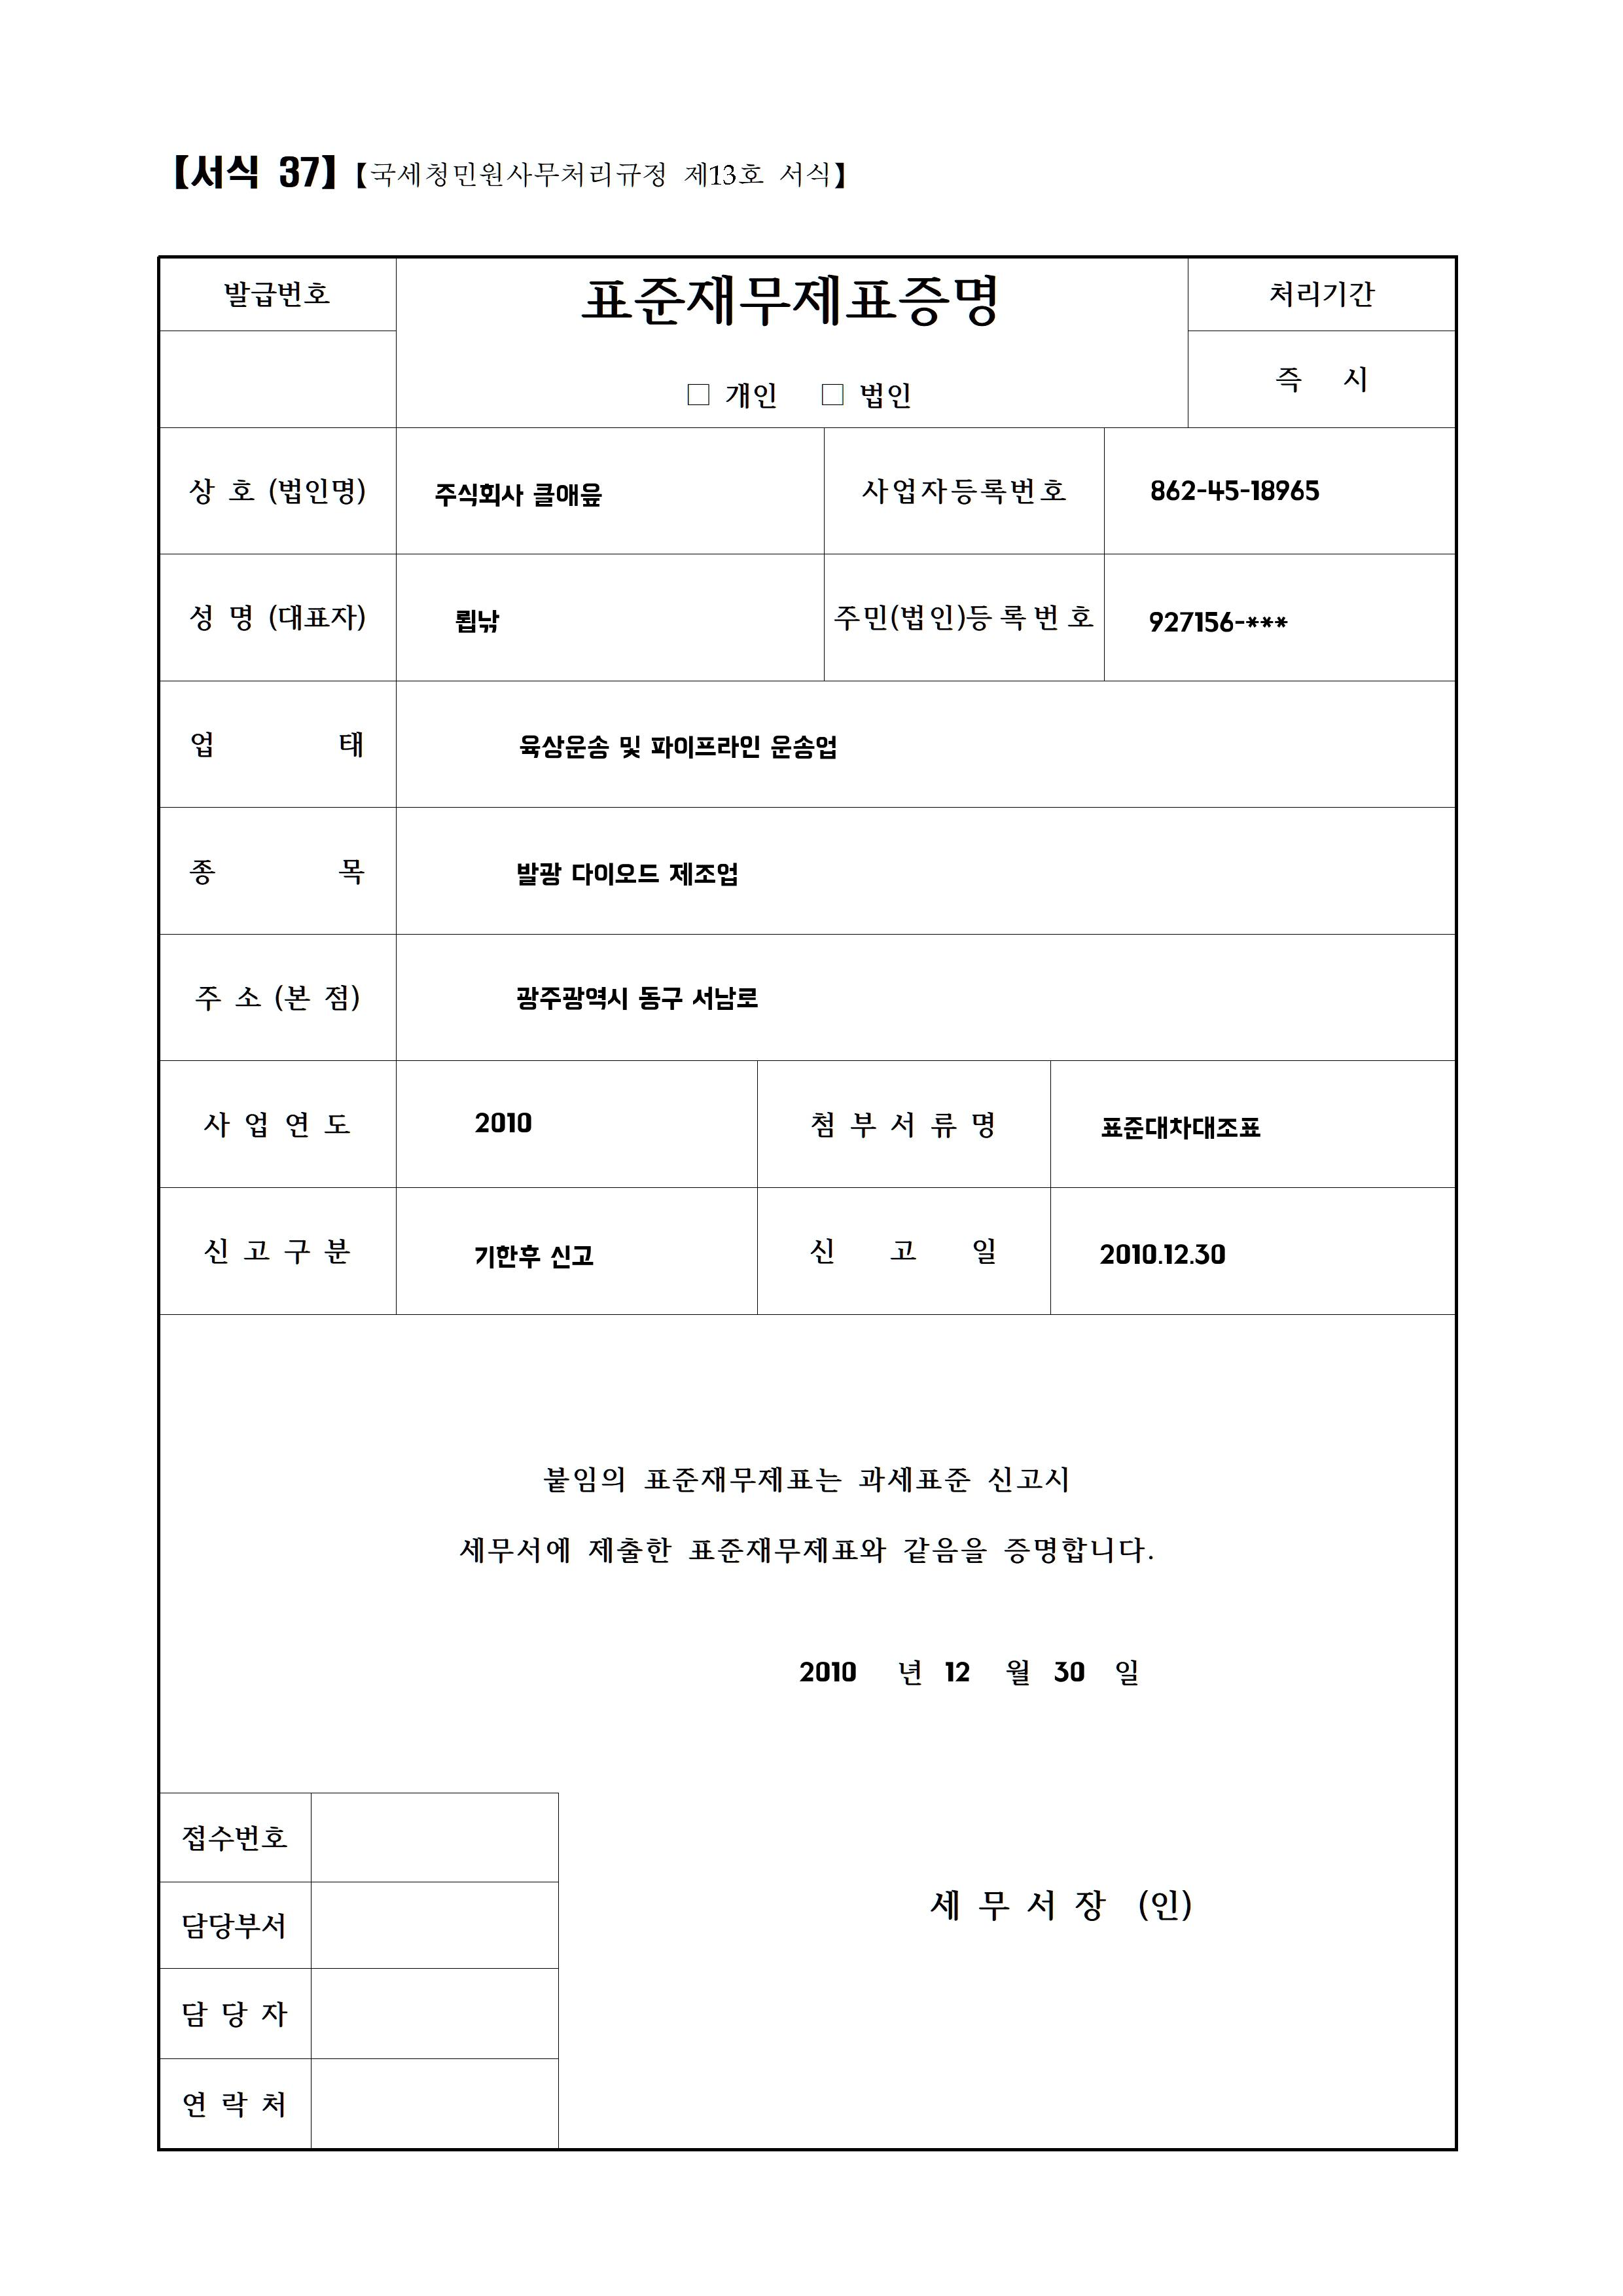 【서식 37】【국세청민원사무처리규정 제13호 서식】
발급번호
표준재무제표증명
처리기간
□ 개인 □ 법인
즉 시
상 호 (법인명) 주식회사 클애읖 사업자등록번호 862-45-18965
성 명 (대표자) 룁낚 주민(법인)등록번호 927156-***
업 태 육상운송 및 파이프라인 운송업
종 목 발광 다이오드 제조업
주 소 (본 점) 광주광역시 동구 서남로
사 업 연 도 2010 첨 부 서 류 명 표준대차대조표
신 고 구 분 기한후 신고 신 고 일 2010.12.30
붙임의 표준재무제표는 과세표준 신고시
세무서에 제출한 표준재무제표와 같음을 증명합니다.
2010 년 12 월 30 일
접수번호
담당부서
세 무 서 장 (인)
담 당 자
연 락 처